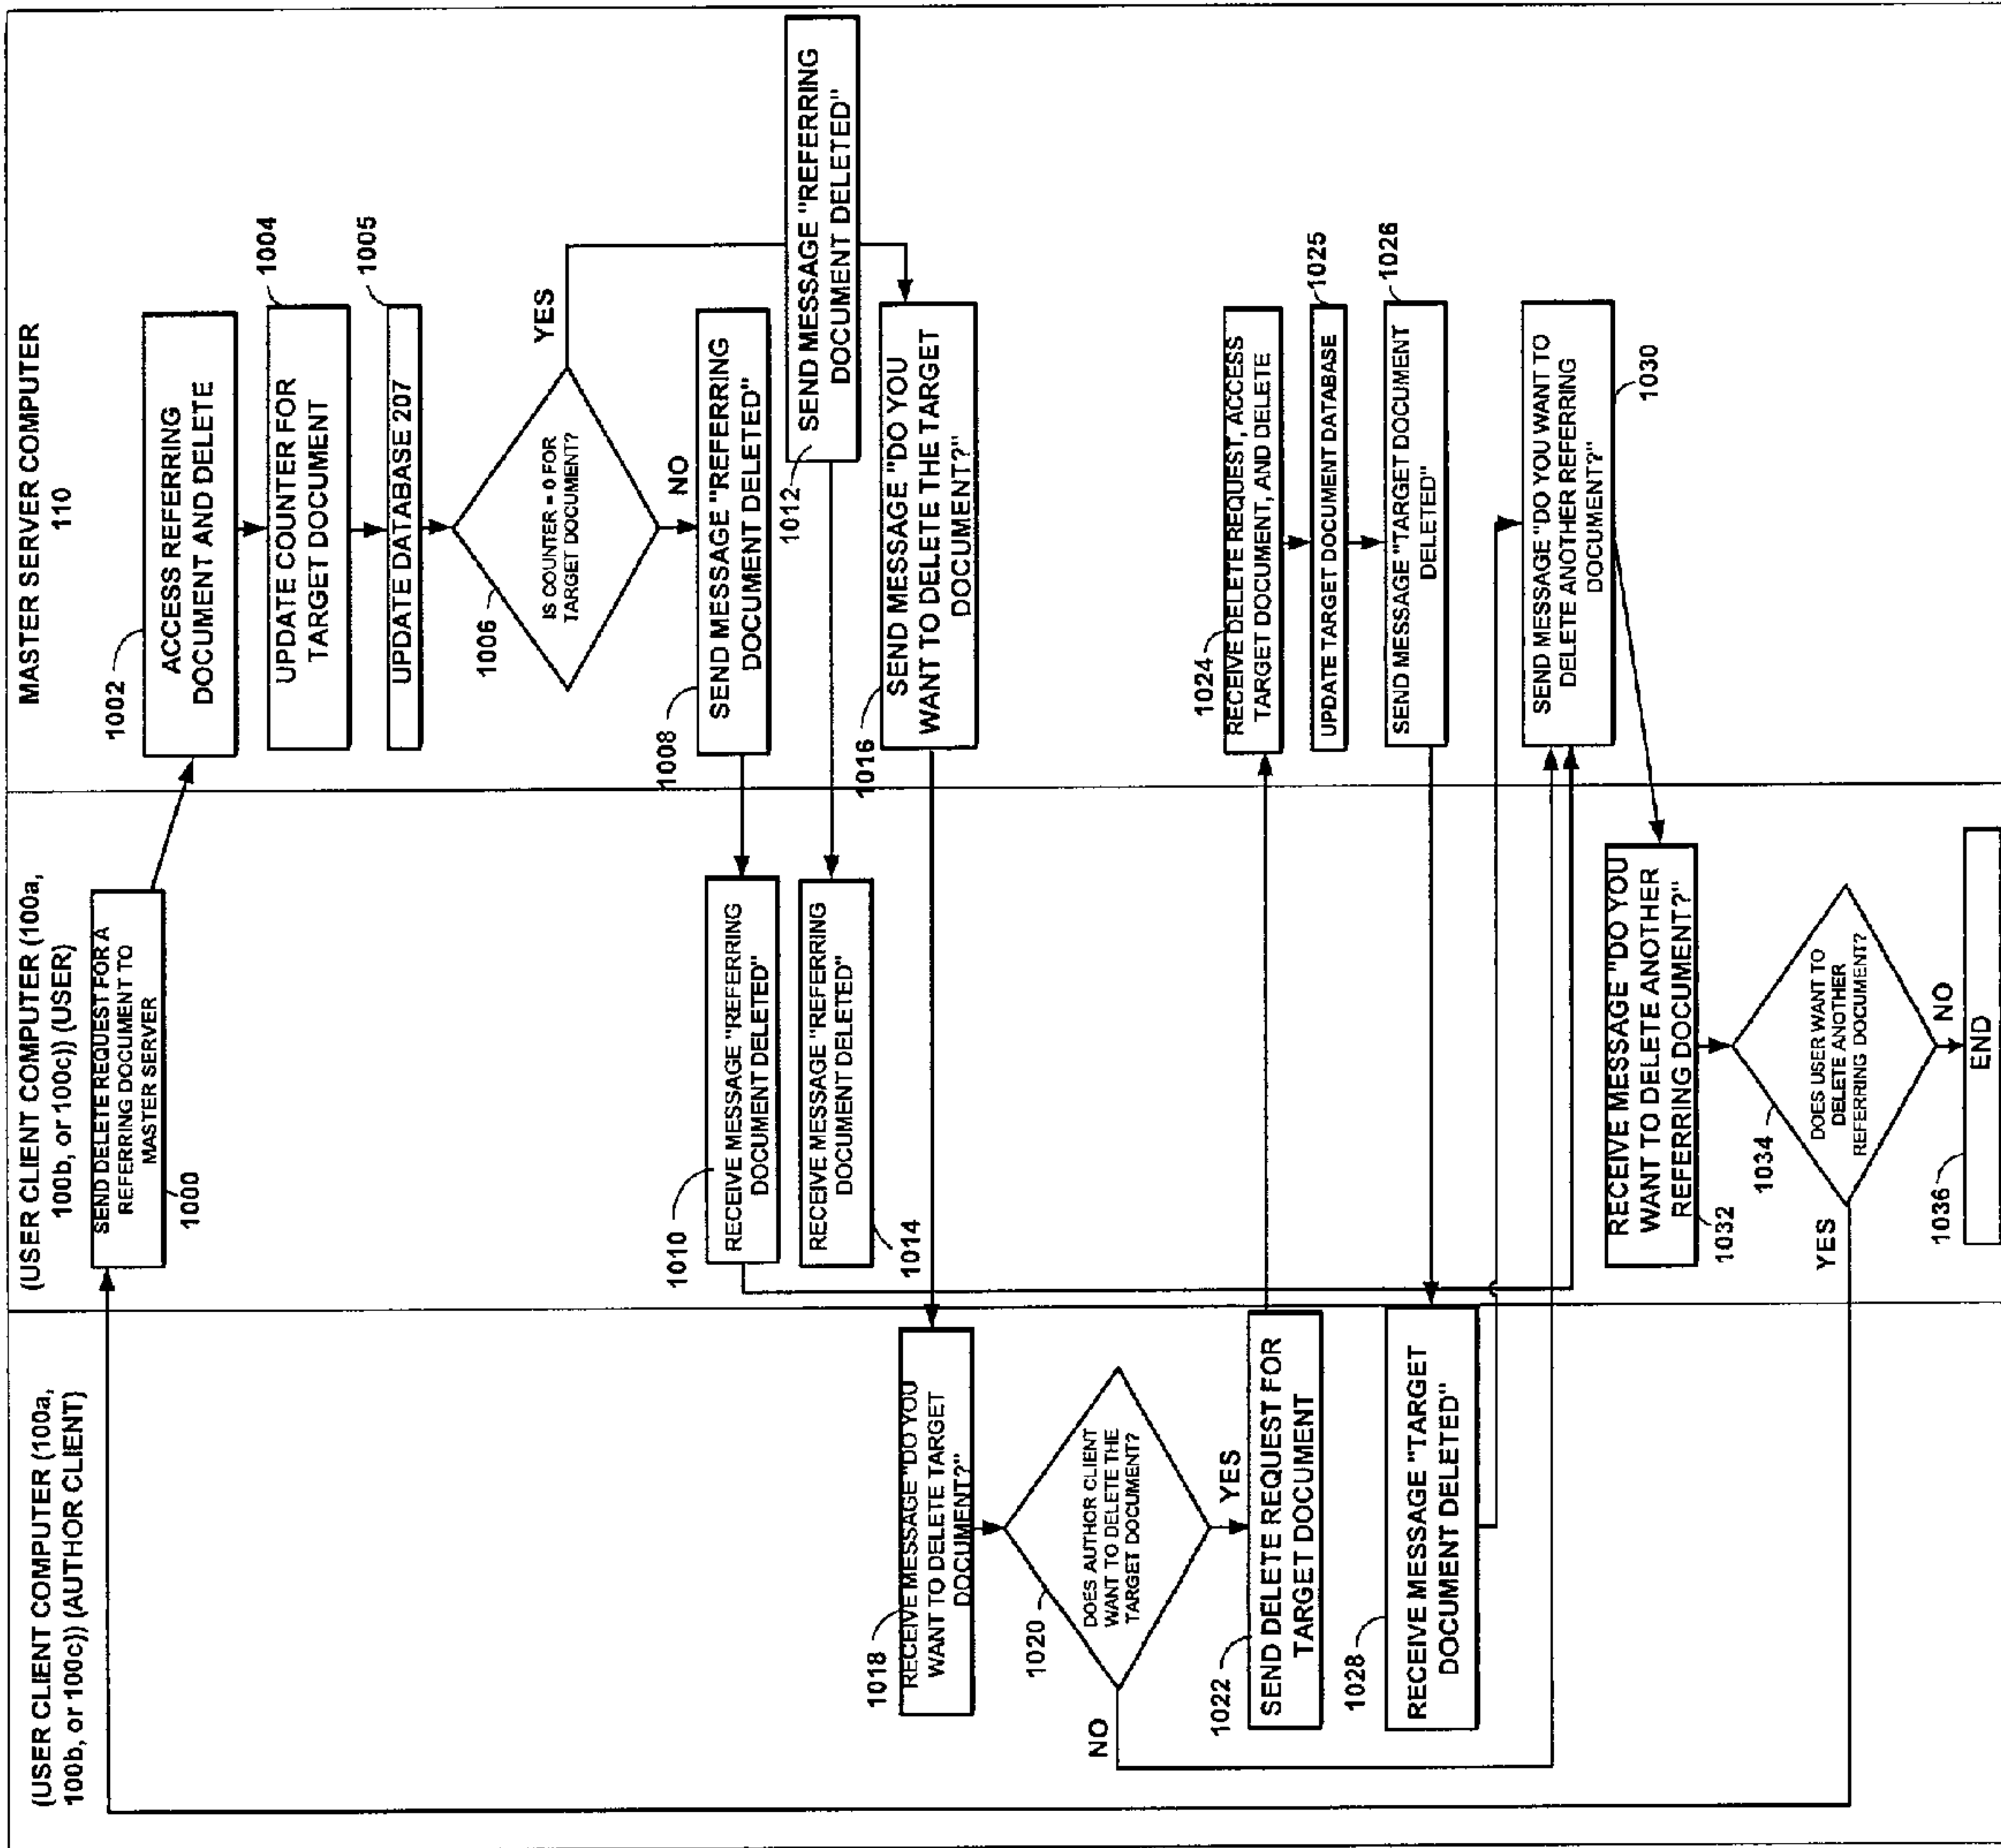 (USER CLIENT COMPUTER (100a,
100b, or 100c)) (AUTHOR CLIENT)
(USER CLIENT COMPUTER (100a,
100b, or 100c)) (USER)
MASTER SERVER COMPUTER
110
SEND DELETE REQUEST FOR A
REFERRING DOCUMENT TO
MASTER SERVER
1000
1002
ACCESS REFERRING
DOCUMENT AND DELETE
1004
UPDATE COUNTER FOR
TARGET DOCUMENT
1005
UPDATE DATABASE 207
1006
IS COUNTER = 0 FOR
TARGET DOCUMENT?
YES
NO
1008
SEND MESSAGE "REFERRING
DOCUMENT DELETED"
1010
RECEIVE MESSAGE "REFERRING
DOCUMENT DELETED"
1012
SEND MESSAGE "REFERRING
DOCUMENT DELETED"
RECEIVE MESSAGE "REFERRING
DOCUMENT DELETED"
1014
1016
SEND MESSAGE "DO YOU
WANT TO DELETE THE TARGET
DOCUMENT?"
1018
RECEIVE MESSAGE "DO YOU
WANT TO DELETE TARGET
DOCUMENT?"
1020
DOES AUTHOR CLIENT
WANT TO DELETE THE
TARGET DOCUMENT?
NO
YES
1022
SEND DELETE REQUEST FOR
TARGET DOCUMENT
1024
RECEIVE DELETE REQUEST, ACCESS
TARGET DOCUMENT, AND DELETE
1025
UPDATE TARGET DOCUMENT DATABASE
1026
SEND MESSAGE "TARGET DOCUMENT
DELETED"
1028
RECEIVE MESSAGE "TARGET
DOCUMENT DELETED"
SEND MESSAGE "DO YOU WANT TO
DELETE ANOTHER REFERRING
DOCUMENT?"
1030
RECEIVE MESSAGE "DO YOU
WANT TO DELETE ANOTHER
REFERRING DOCUMENT?"
1032
1034
DOES USER WANT TO
DELETE ANOTHER
REFERRING DOCUMENT?
YES
NO
1036
END